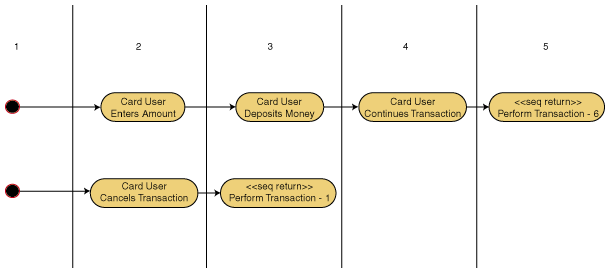 1
2
3
4
5
Card User
Enters Amount
Card User
Deposits Money
Card User
Continues Transaction
<<seq return>>
Perform Transaction - 6
Card User
Cancels Transaction
<<seq return>>
Perform Transaction - 1